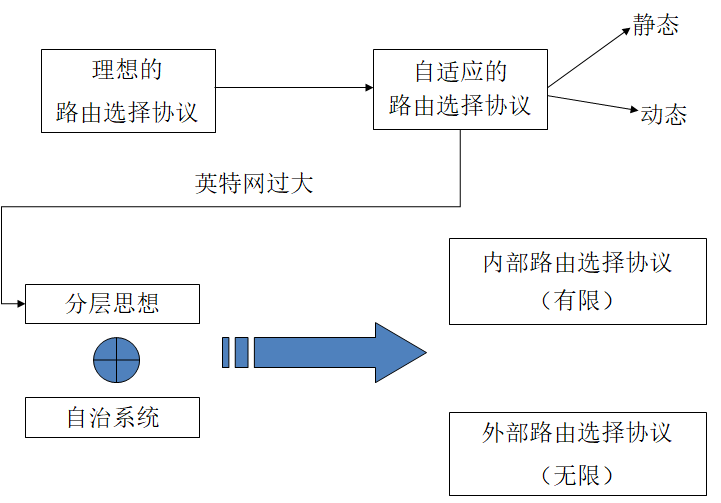 静态
理想的
路由选择协议
自适应的
路由选择协议
动态
英特网过大
内部路由选择协议
（有限）
分层思想
自治系统
外部路由选择协议
（无限）